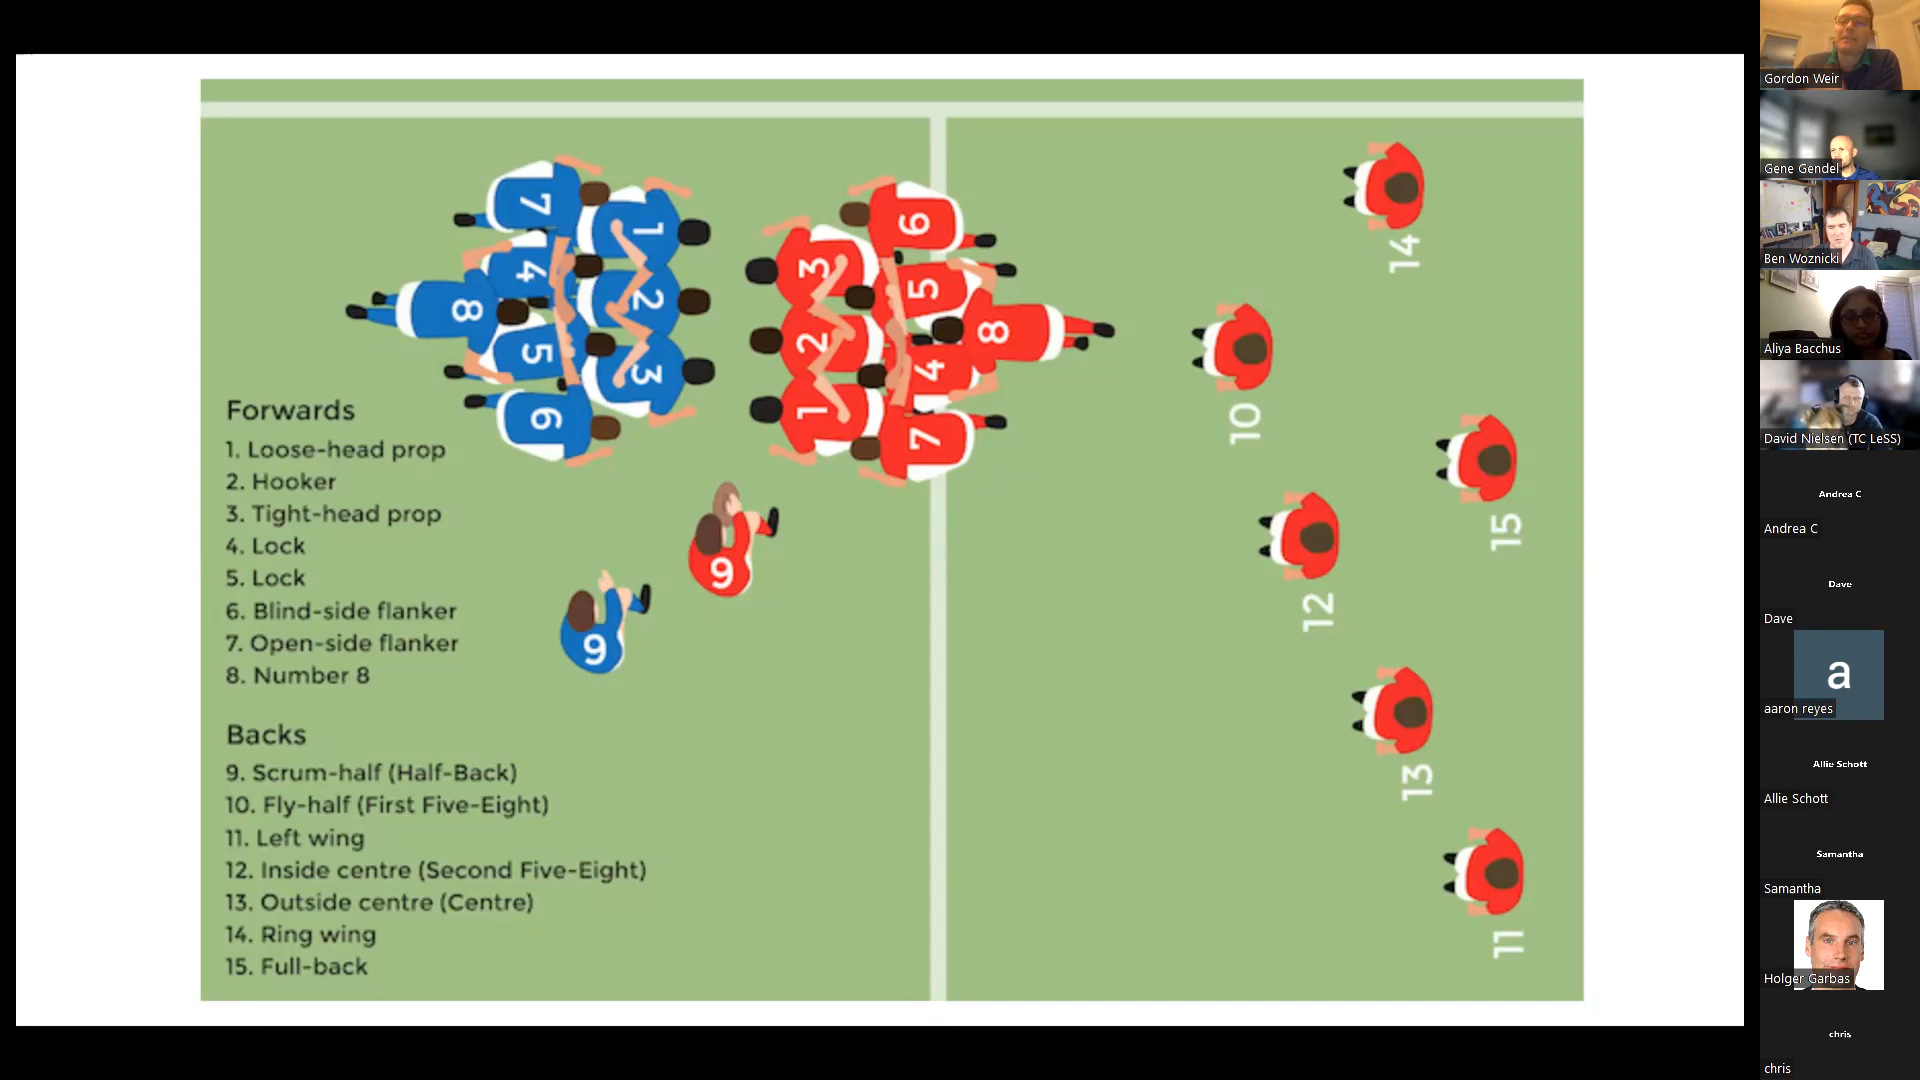 Forwards
1. Loose-head prop
2. Hooker
3. Tight-head prop
4. Lock
5. Lock
6. Blind-side flanker
7. Open-side flanker
8. Number 8
Backs
9. Scrum-half (Half-Back)
10. Fly-half (First Five-Eight)
11. Left wing
12. Inside centre (Second Five-Eight)
13. Outside centre (Centre)
14. Ring wing
15. Full-back
7
1
4
2
8
5
3
6
9
6
3
5
2
8
4
1
7
9
14
10
15
12
13
11
Gordon Weir
Gene Gendel
Ben Woznicki
Aliya Bacchus
David Nielsen (TC LeSS)
Andrea C
Andrea C
Dave
Dave
a
aaron reyes
Allie Schott
Allie Schott
Samantha
Samantha
Holger Garbas
chris
chris